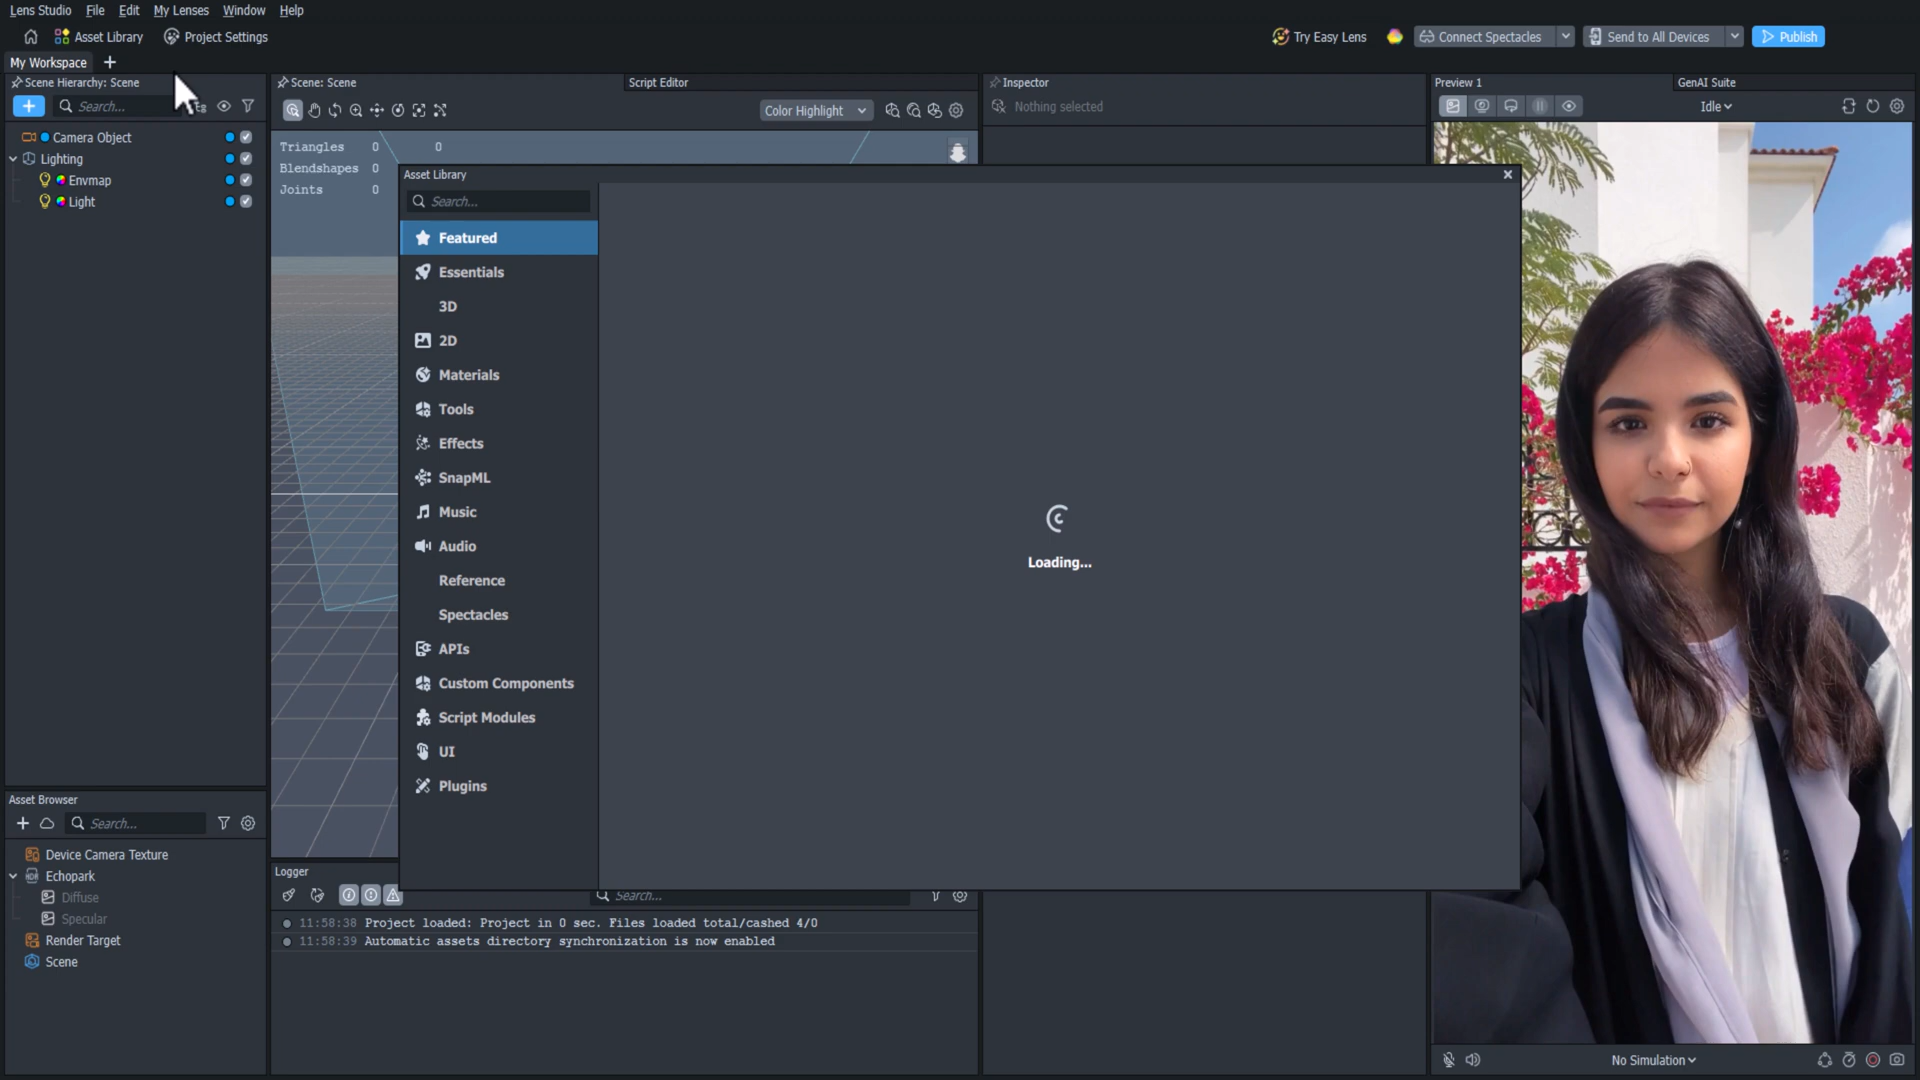 Lens Studio File Edit My Lenses Window Help
Asset Library Project Settings Try Easy Lens Connect Spectacles Send to All Devices Publish
My Workspace
Scene Hierarchy: Scene
Search...
Camera Object
Lighting
Envmap
Light
Asset Browser
Search...
Device Camera Texture
Echopark
Diffuse
Specular
Render Target
Scene
Scene: Scene Script Editor
Color Highlight
Triangles 0 0
Blendshapes 0
Joints 0
Asset Library
Search...
Featured
Essentials
3D
2D
Materials
Tools
Effects
SnapML
Music
Audio
Reference
Spectacles
APIs
Custom Components
Script Modules
UI
Plugins
Loading...
Logger
Search...
11:58:38 Project loaded: Project in 0 sec. Files loaded total/cashed 4/0
11:58:39 Automatic assets directory synchronization is now enabled
Inspector
Nothing selected
Preview 1 GenAI Suite
Idle
No Simulation